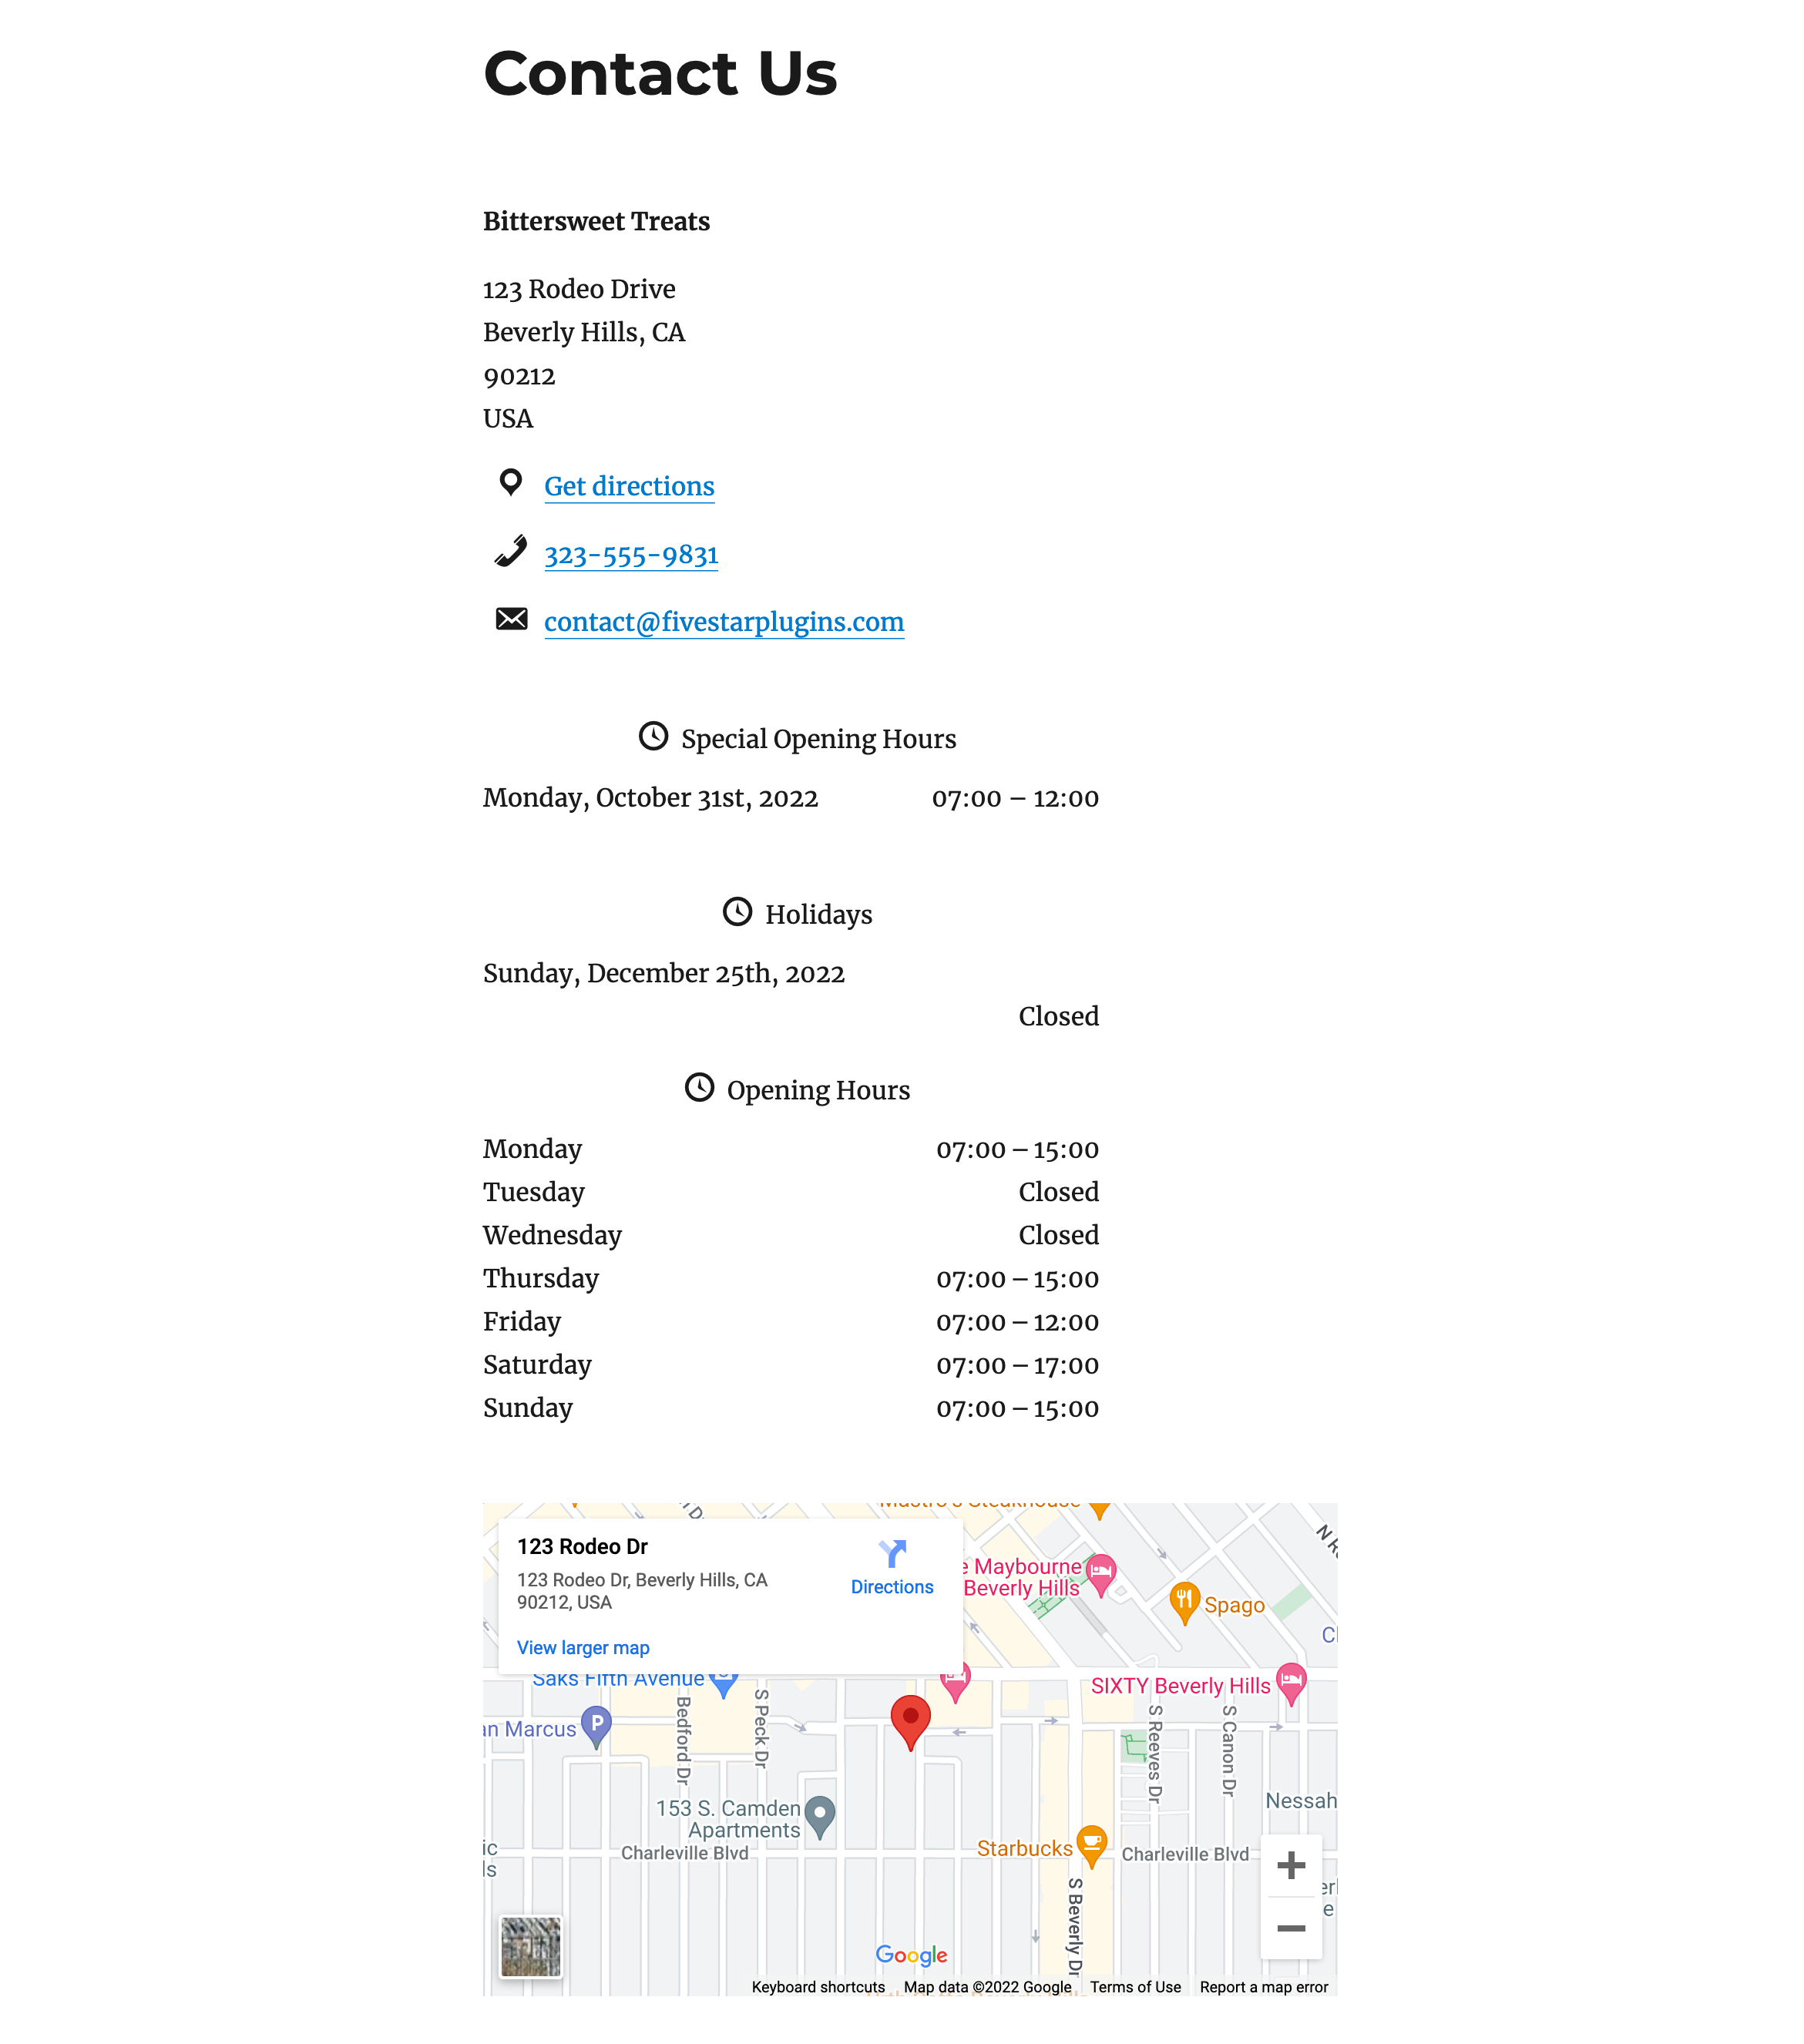 Contact Us
Bittersweet Treats
123 Rodeo Drive
Beverly Hills, CA
90212
USA
Get directions
323-555-9831
contact@fivestarplugins.com
Special Opening Hours
Monday, October 31st, 2022 07:00 – 12:00
Holidays
Sunday, December 25th, 2022
Closed
Opening Hours
Monday 07:00 – 15:00
Tuesday Closed
Wednesday Closed
Thursday 07:00 – 15:00
Friday 07:00 – 12:00
Saturday 07:00 – 17:00
Sunday 07:00 – 15:00
123 Rodeo Dr
123 Rodeo Dr, Beverly Hills, CA
90212, USA
Directions
View larger map
Maybourne
Beverly Hills
Spago
Saks Fifth Avenue
SIXTY Beverly Hills
an Marcus
P
Bedford Dr
S Peck Dr
S Reeves Dr
S Canon Dr
153 S. Camden
Apartments
Nessah
Charleville Blvd
Starbucks
Charleville Blvd
S Beverly Dr
Google
Keyboard shortcuts Map data ©2022 Google Terms of Use Report a map error